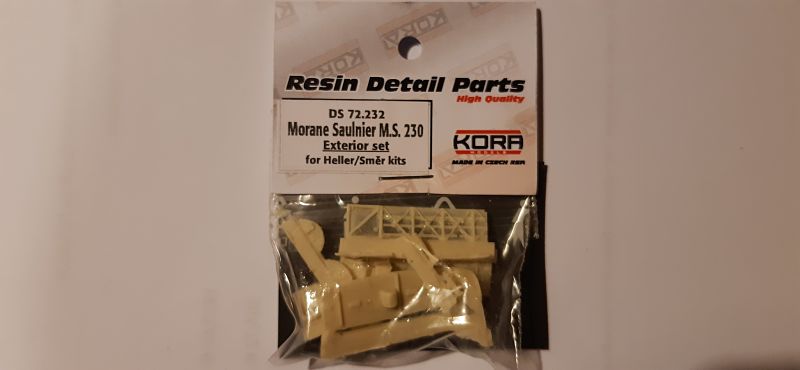 KORA
Resin Detail Parts
High Quality
DS 72.232
Morane Saulnier M.S. 230
Exterior set
for Heller/Směr kits
KORA
MODELS
MADE IN CZECH REP.